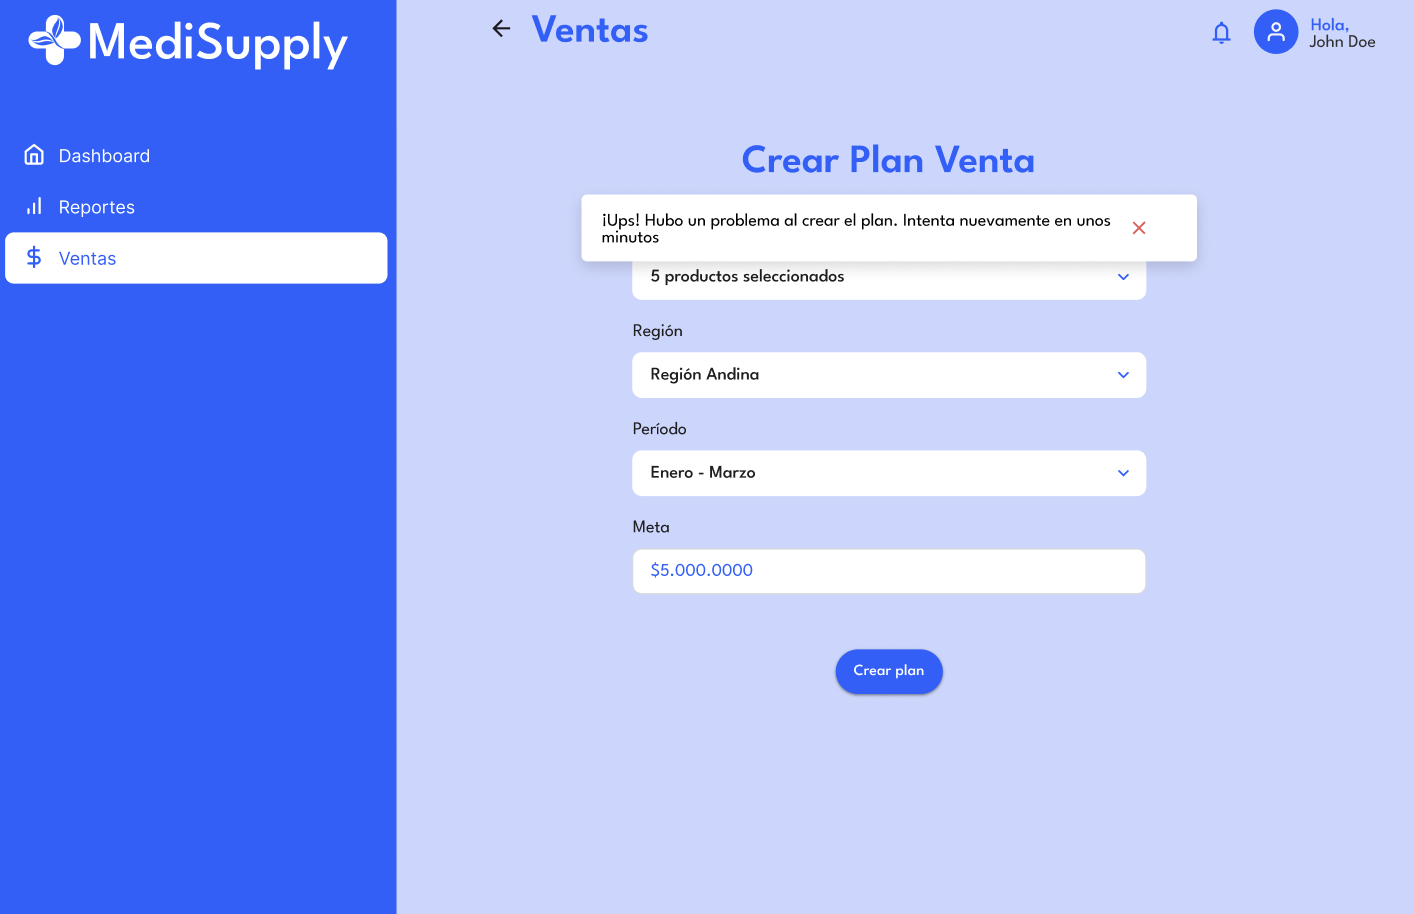 MediSupply
Dashboard
Reportes
Ventas
Ventas
Hola,
John Doe
Crear Plan Venta
¡Ups! Hubo un problema al crear el plan. Intenta nuevamente en unos
minutos
5 productos seleccionados
Región
Región Andina
Período
Enero - Marzo
Meta
$5.000.0000
Crear plan